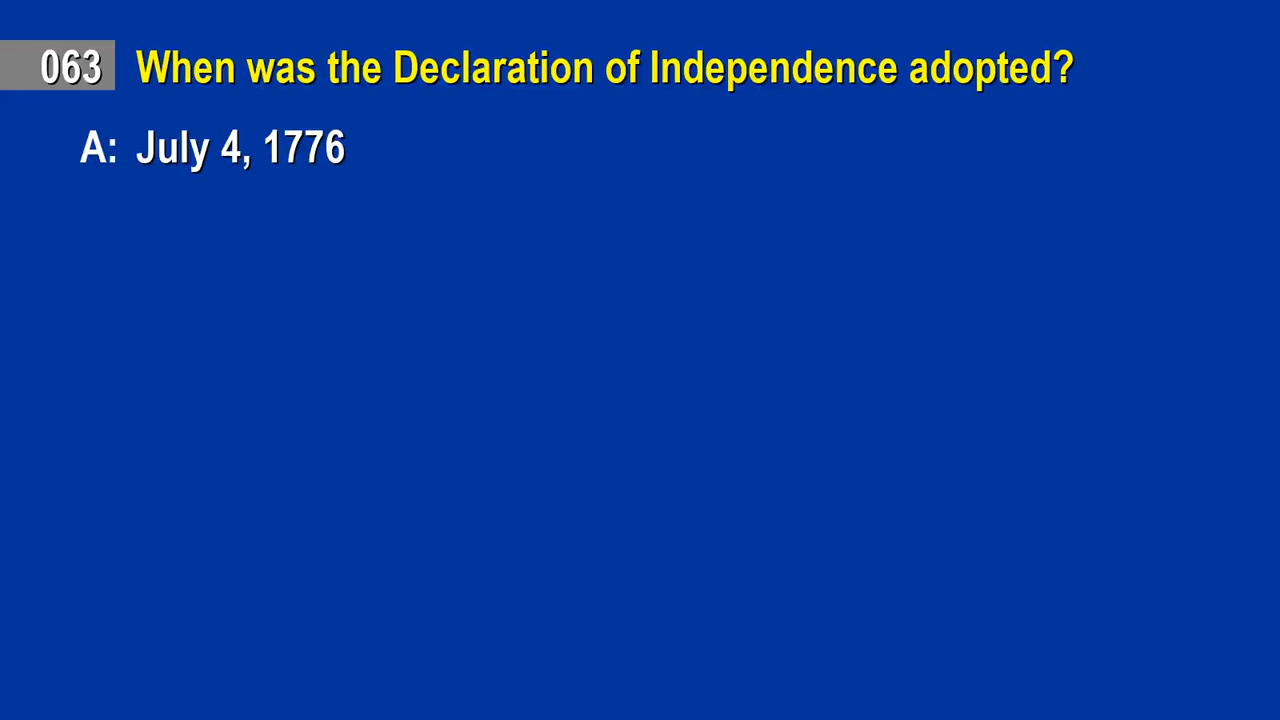 063 When was the Declaration of Independence adopted?
A: July 4, 1776